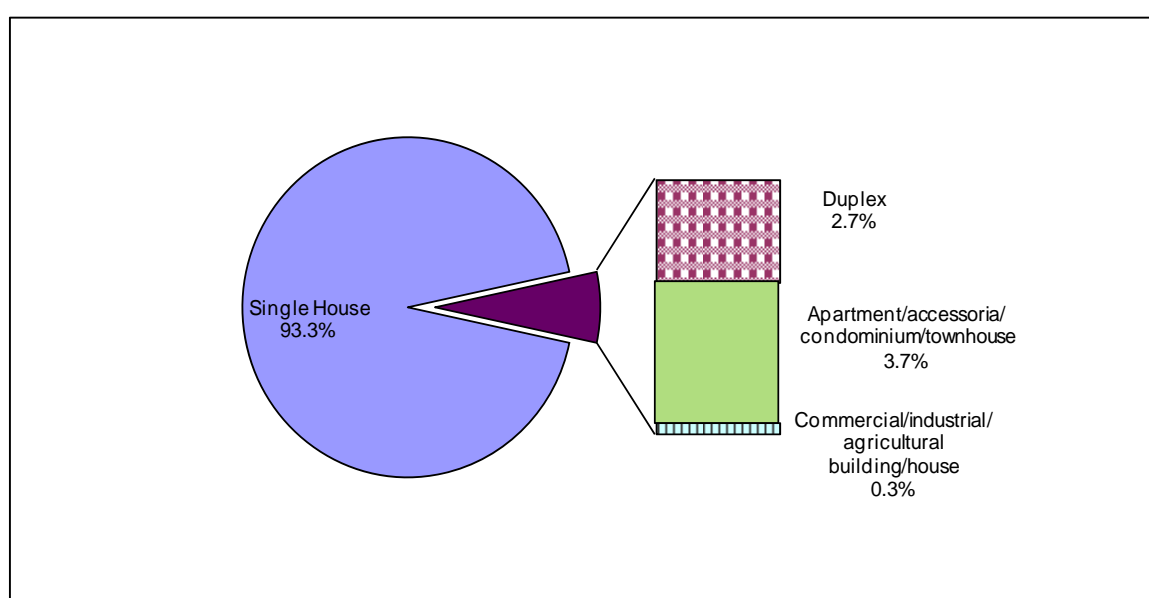 Single House
93.3%
Duplex
2.7%
Apartment/accessoria/
condominium/townhouse
3.7%
Commercial/industrial/
agricultural
building/house
0.3%